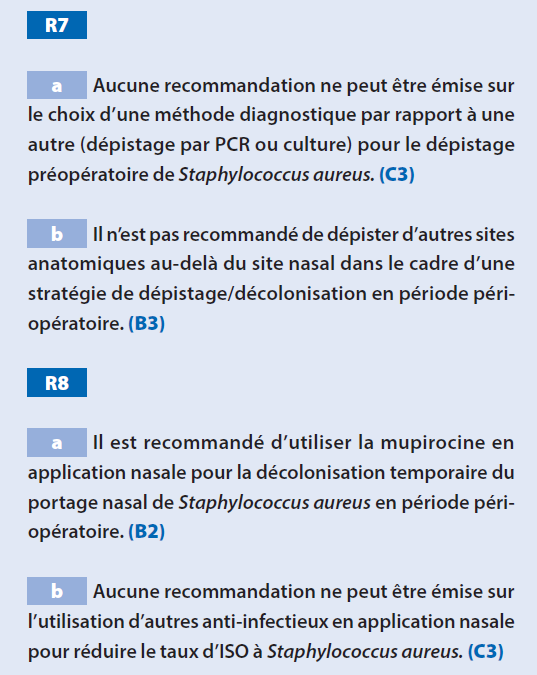 R7
a Aucune recommandation ne peut être émise sur
le choix d’une méthode diagnostique par rapport à une
autre (dépistage par PCR ou culture) pour le dépistage
préopératoire de Staphylococcus aureus. (C3)
b Il n’est pas recommandé de dépister d’autres sites
anatomiques au-delà du site nasal dans le cadre d’une
stratégie de dépistage/décolonisation en période péri-
opératoire. (B3)
R8
a Il est recommandé d’utiliser la mupirocine en
application nasale pour la décolonisation temporaire du
portage nasal de Staphylococcus aureus en période péri-
opératoire. (B2)
b Aucune recommandation ne peut être émise sur
l’utilisation d’autres anti-infectieux en application nasale
pour réduire le taux d’ISO à Staphylococcus aureus. (C3)